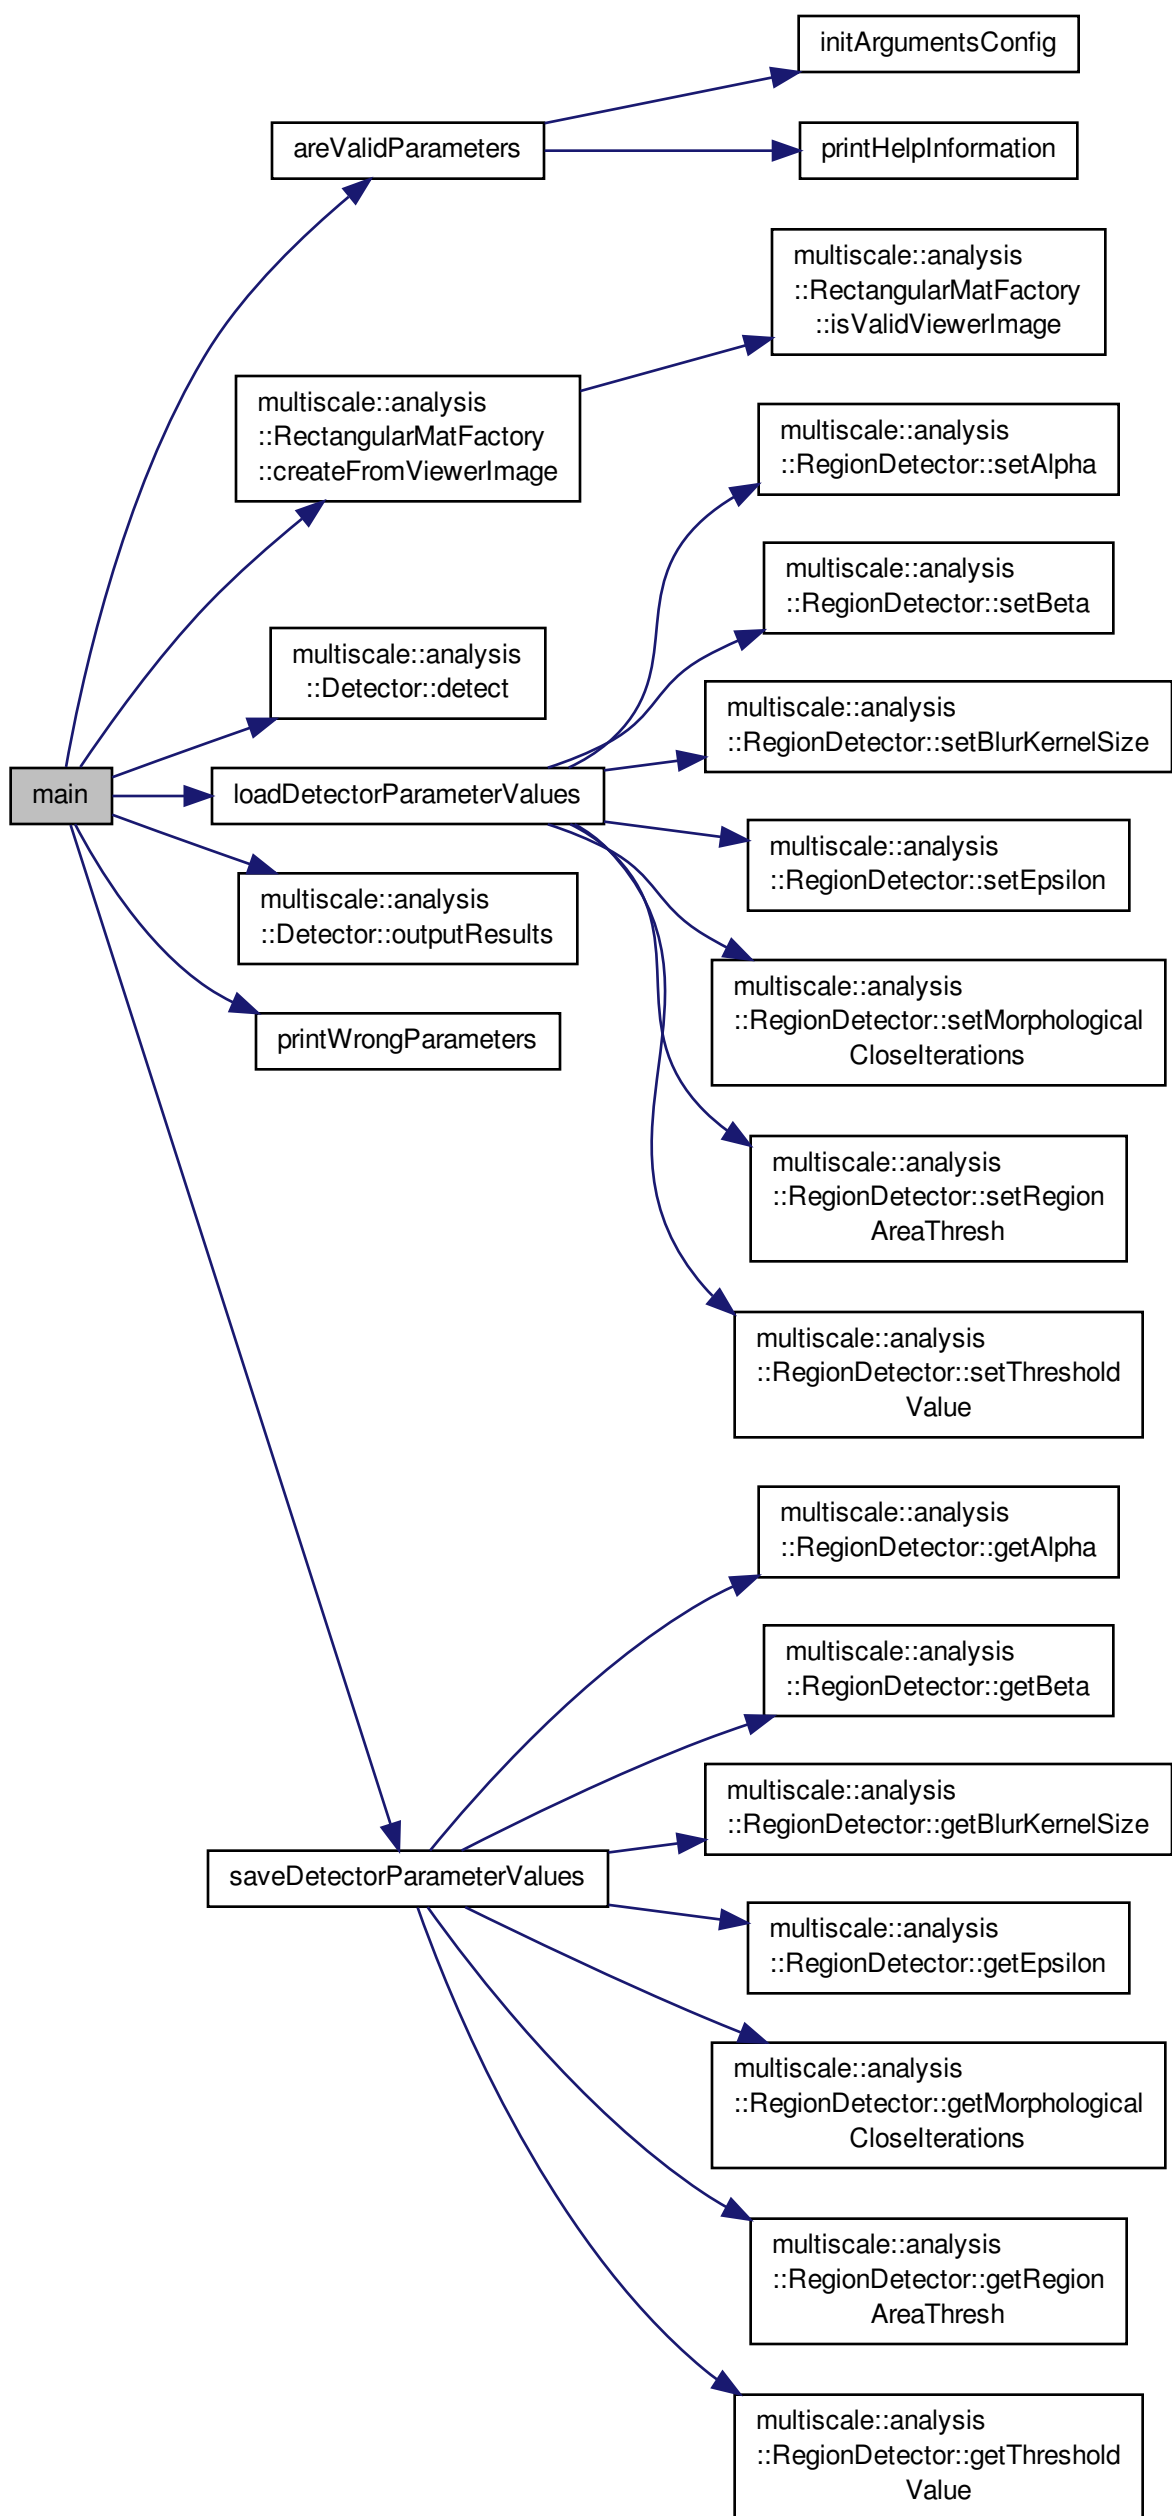 initArgumentsConfig
areValidParameters
printHelpInformation
multiscale::analysis
::RectangularMatFactory
::isValidViewerImage
multiscale::analysis
::RectangularMatFactory
::createFromViewerImage
multiscale::analysis
::RegionDetector::setAlpha
multiscale::analysis
::RegionDetector::setBeta
multiscale::analysis
::Detector::detect
multiscale::analysis
::RegionDetector::setBlurKernelSize
main
loadDetectorParameterValues
multiscale::analysis
::RegionDetector::setEpsilon
multiscale::analysis
::Detector::outputResults
multiscale::analysis
::RegionDetector::setMorphological
CloseIterations
printWrongParameters
multiscale::analysis
::RegionDetector::setRegion
AreaThresh
multiscale::analysis
::RegionDetector::setThreshold
Value
multiscale::analysis
::RegionDetector::getAlpha
multiscale::analysis
::RegionDetector::getBeta
multiscale::analysis
::RegionDetector::getBlurKernelSize
saveDetectorParameterValues
multiscale::analysis
::RegionDetector::getEpsilon
multiscale::analysis
::RegionDetector::getMorphological
CloseIterations
multiscale::analysis
::RegionDetector::getRegion
AreaThresh
multiscale::analysis
::RegionDetector::getThreshold
Value